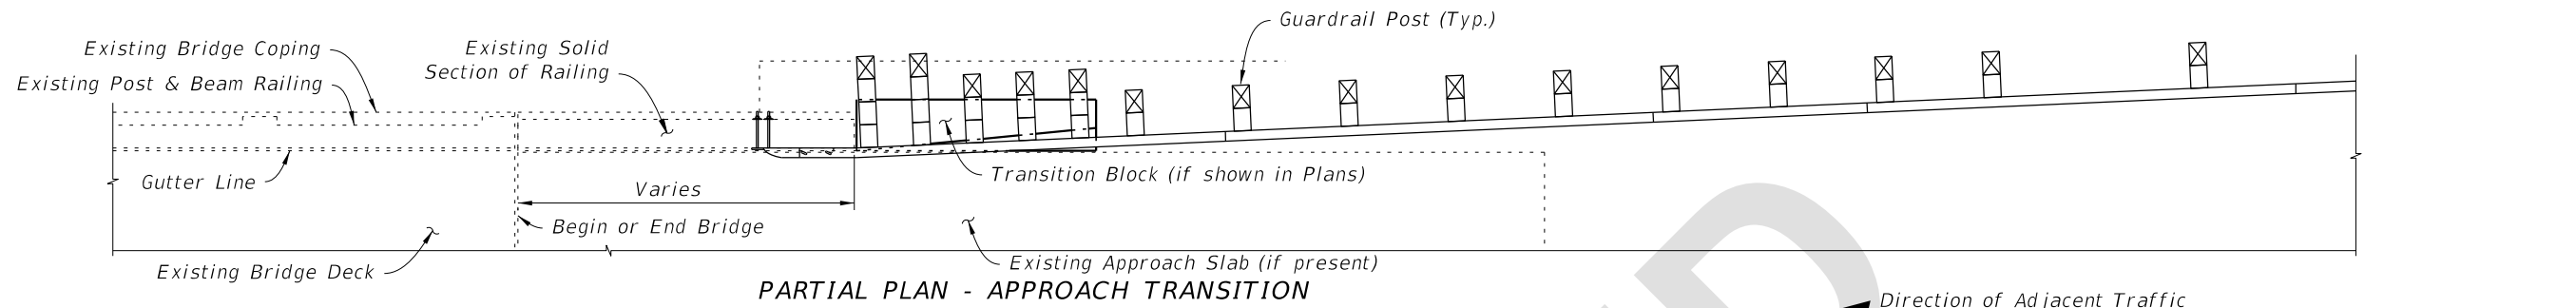 Guardrail Post (Typ.)
Existing Bridge Coping
Existing Solid
Section of Railing
Existing Post & Beam Railing
Gutter Line
Varies
Transition Block (if shown in Plans)
Begin or End Bridge
Existing Bridge Deck
Existing Approach Slab (if present)
PARTIAL PLAN - APPROACH TRANSITION
Direction of Adjacent Traffic